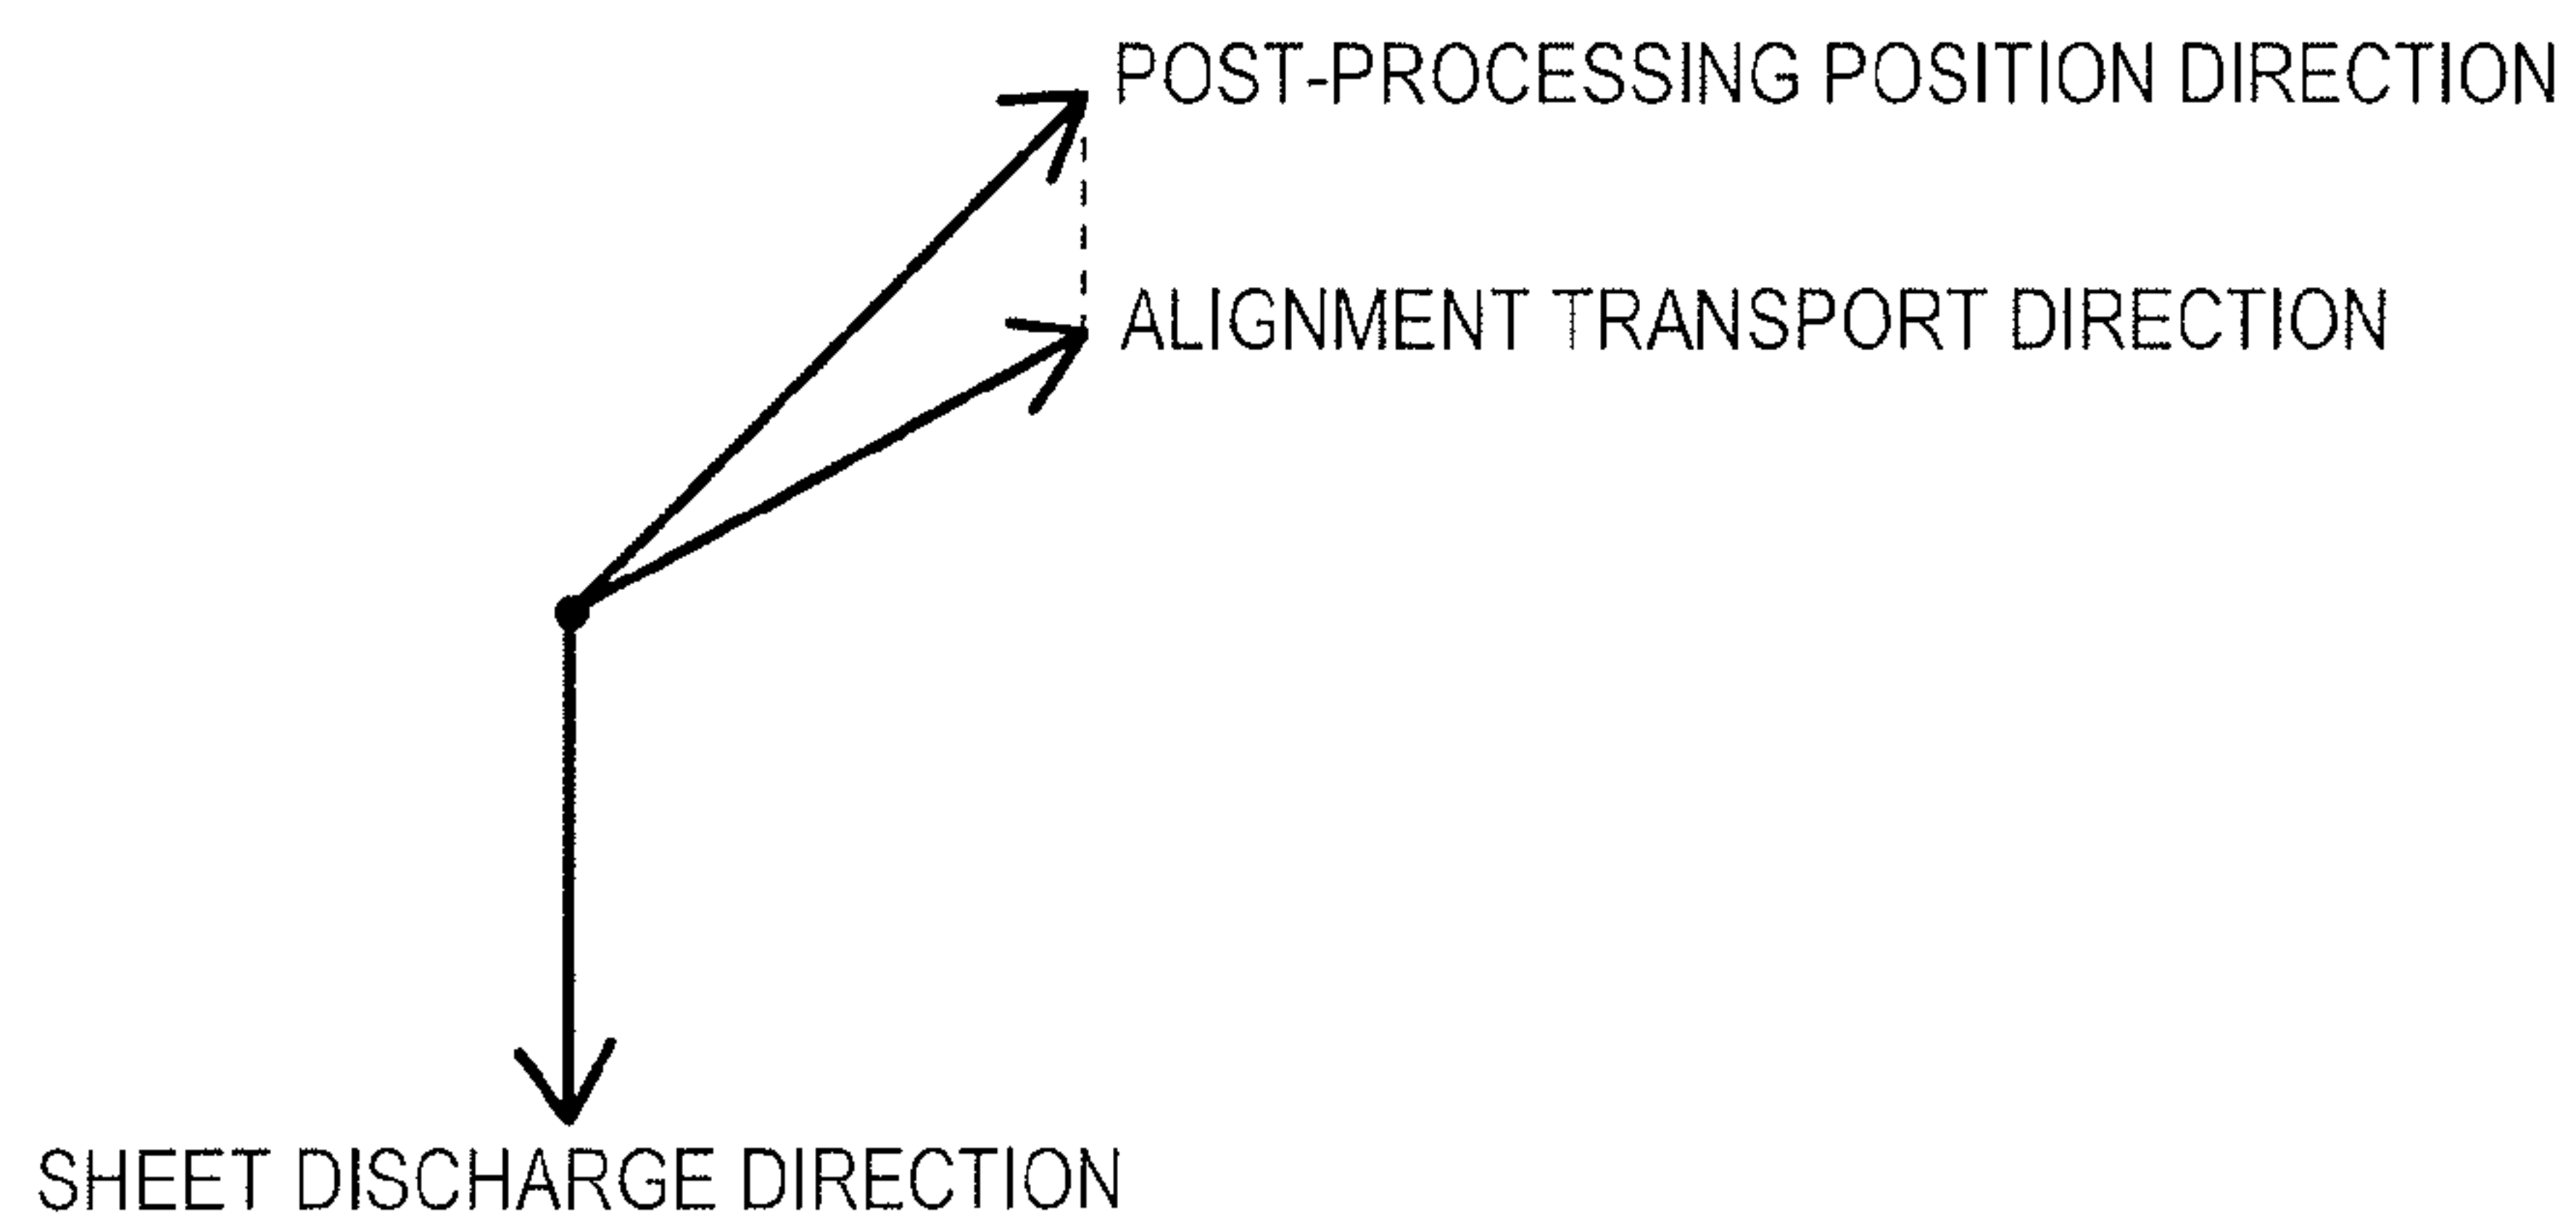 POST-PROCESSING POSITION DIRECTION
ALIGNMENT TRANSPORT DIRECTION
SHEET DISCHARGE DIRECTION